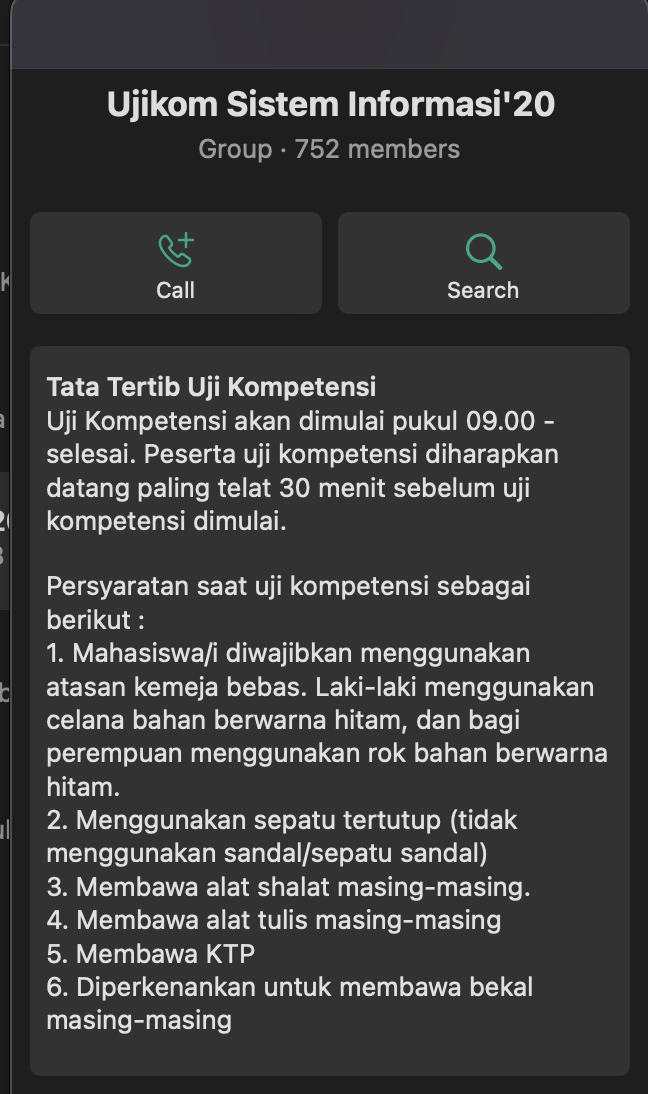 Ujikom Sistem Informasi'20
Group · 752 members
Call
Search
Tata Tertib Uji Kompetensi
Uji Kompetensi akan dimulai pukul 09.00 -
selesai. Peserta uji kompetensi diharapkan
datang paling telat 30 menit sebelum uji
kompetensi dimulai.
Persyaratan saat uji kompetensi sebagai
berikut :
1. Mahasiswa/i diwajibkan menggunakan
atasan kemeja bebas. Laki-laki menggunakan
celana bahan berwarna hitam, dan bagi
perempuan menggunakan rok bahan berwarna
hitam.
2. Menggunakan sepatu tertutup (tidak
menggunakan sandal/sepatu sandal)
3. Membawa alat shalat masing-masing.
4. Membawa alat tulis masing-masing
5. Membawa KTP
6. Diperkenankan untuk membawa bekal
masing-masing